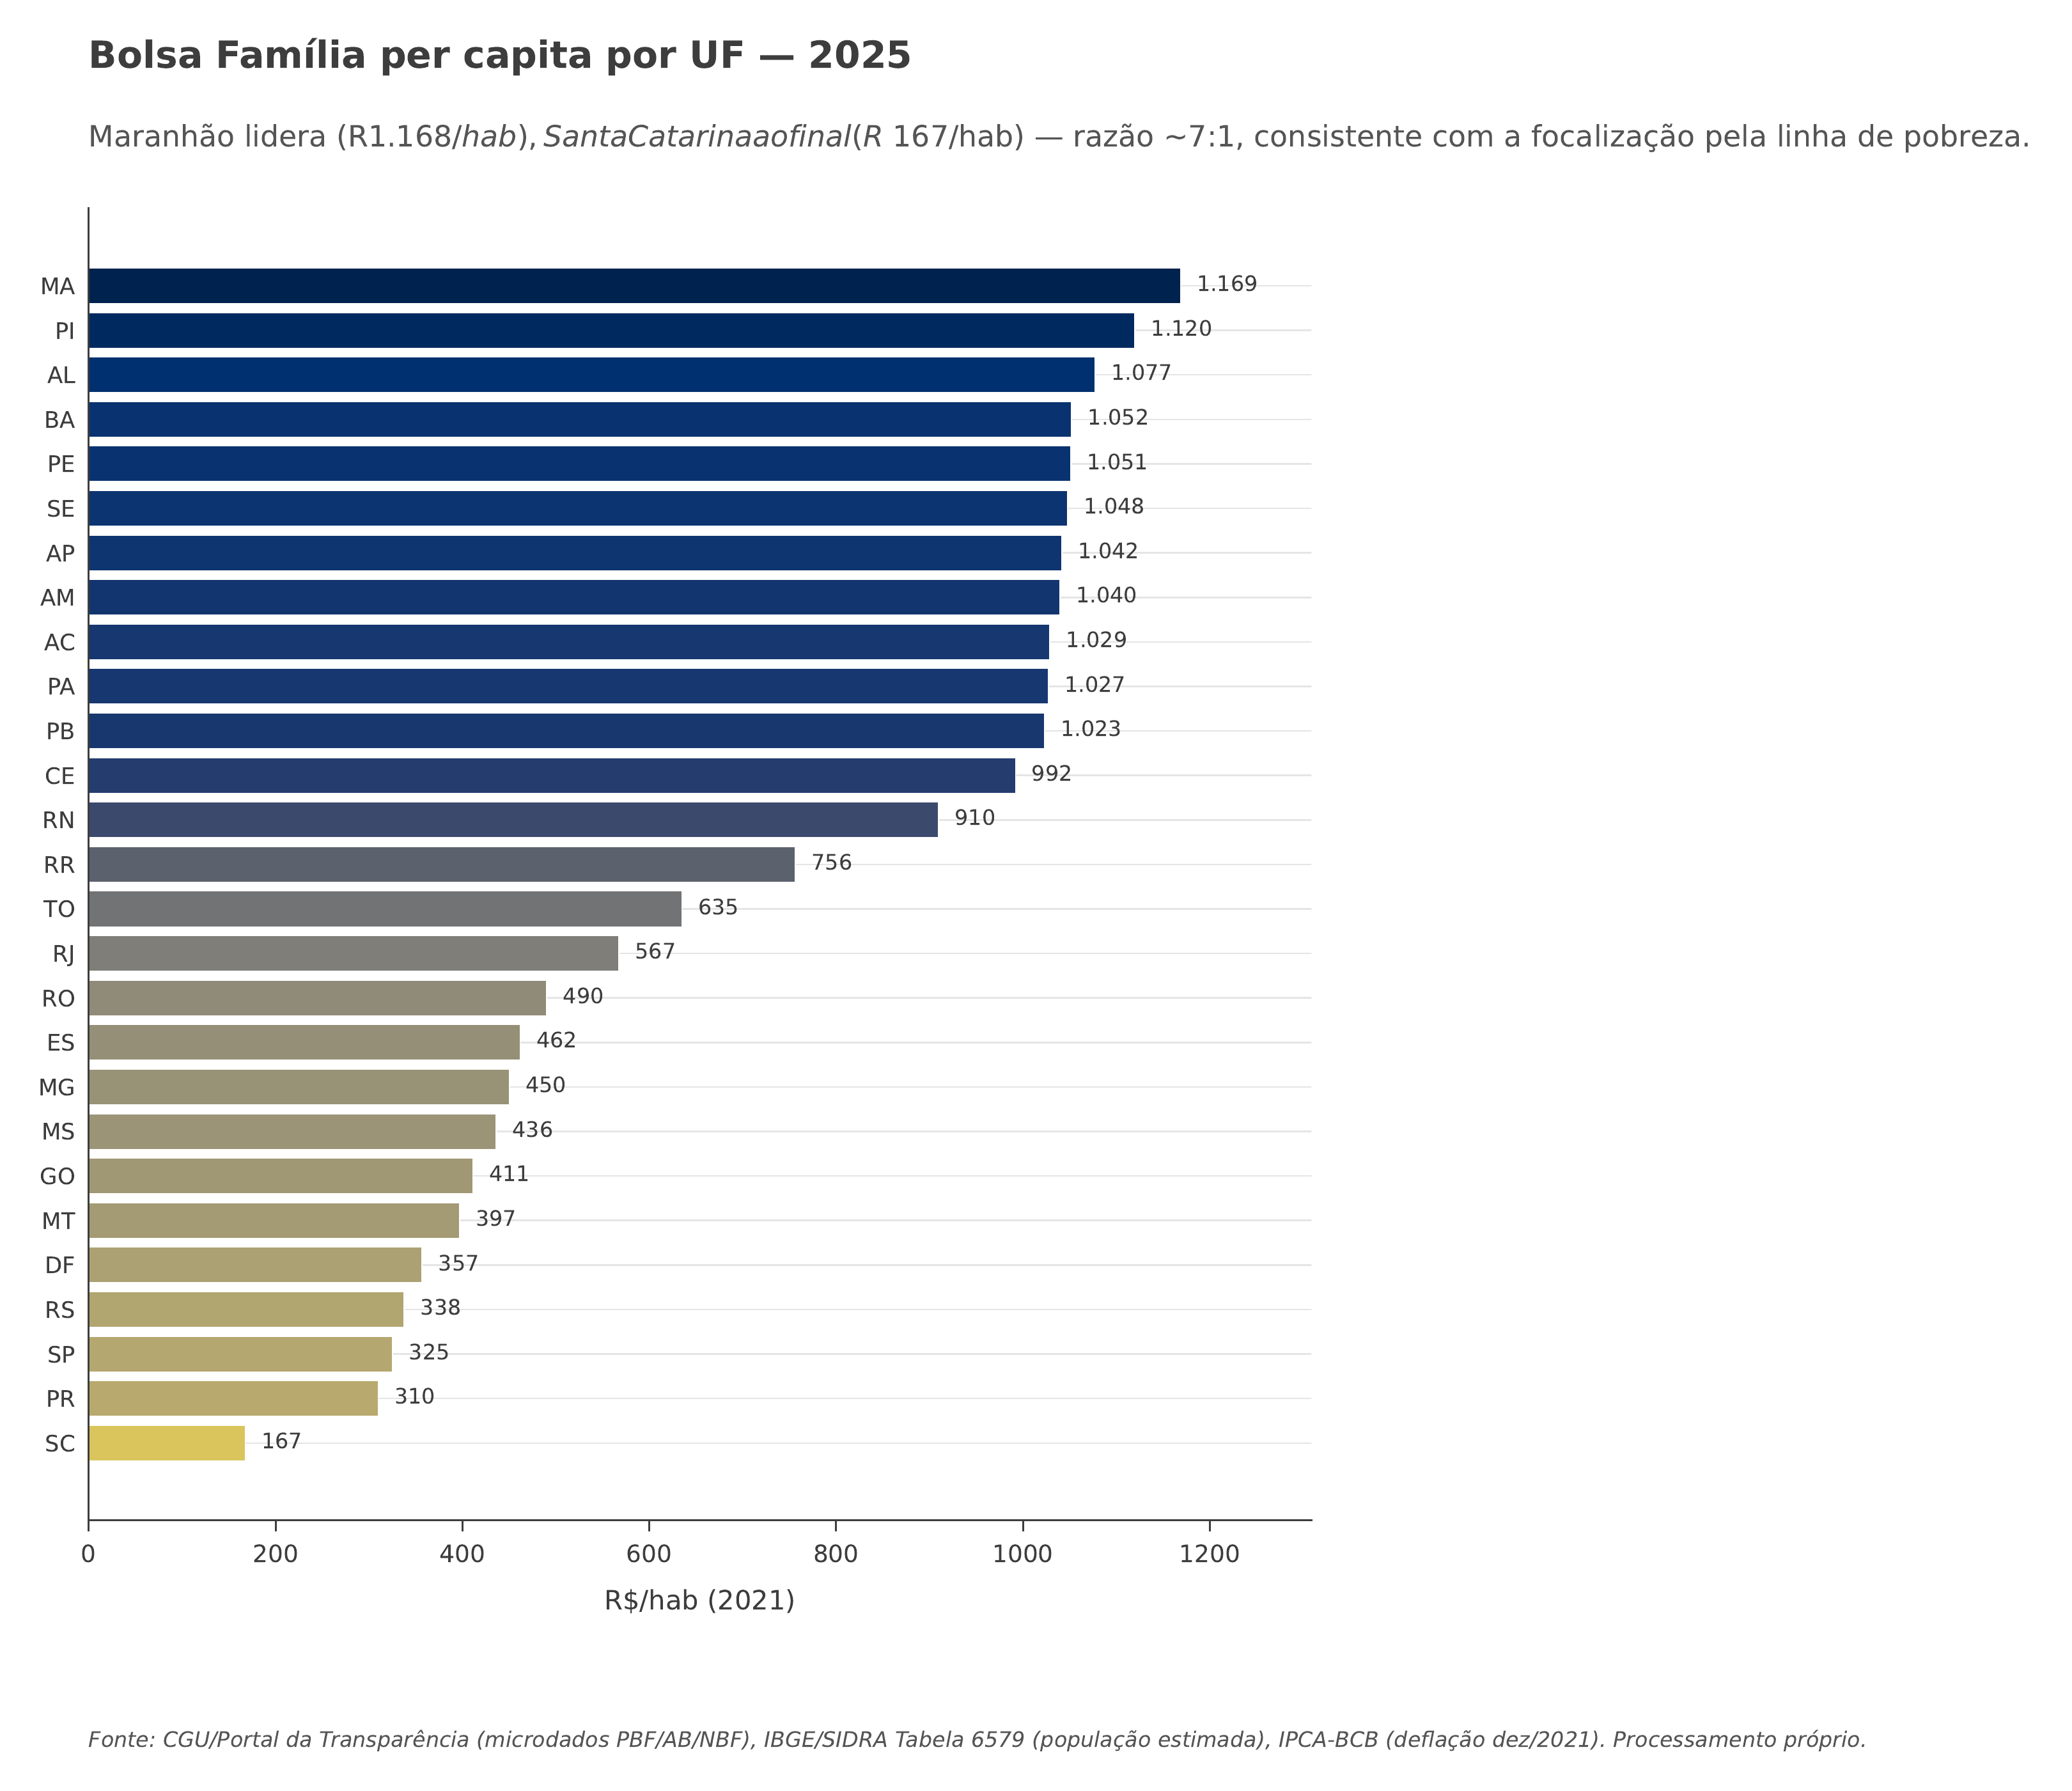 Bolsa Família per capita por UF — 2025
Maranhão lidera (R1.168/hab),SantaCatarinaaofinal(R 167/hab) — razão ~7:1, consistente com a focalização pela linha de pobreza.
MA 1.169
PI 1.120
AL 1.077
BA 1.052
PE 1.051
SE 1.048
AP 1.042
AM 1.040
AC 1.029
PA 1.027
PB 1.023
CE 992
RN 910
RR 756
TO 635
RJ 567
RO 490
ES 462
MG 450
MS 436
GO 411
MT 397
DF 357
RS 338
SP 325
PR 310
SC 167
0 200 400 600 800 1000 1200
R$/hab (2021)
Fonte: CGU/Portal da Transparência (microdados PBF/AB/NBF), IBGE/SIDRA Tabela 6579 (população estimada), IPCA-BCB (deflação dez/2021). Processamento próprio.